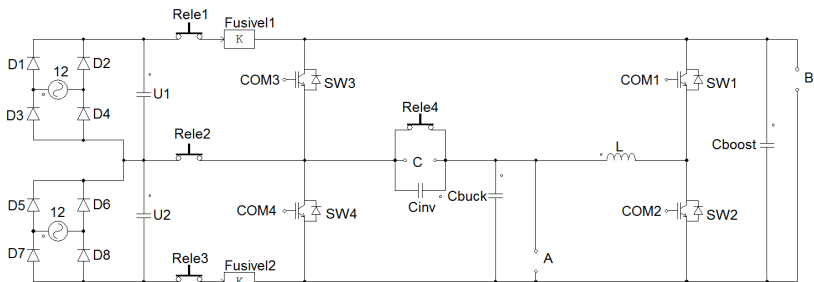 Rele1
Fusivel1
K
D1
D2
12
D3
D4
U1
COM3
SW3
COM1
SW1
B
Rele4
Rele2
C
Cinv
Cbuck
L
Cboost
D5
D6
12
D7
D8
U2
COM4
SW4
COM2
SW2
A
Rele3
Fusivel2
K